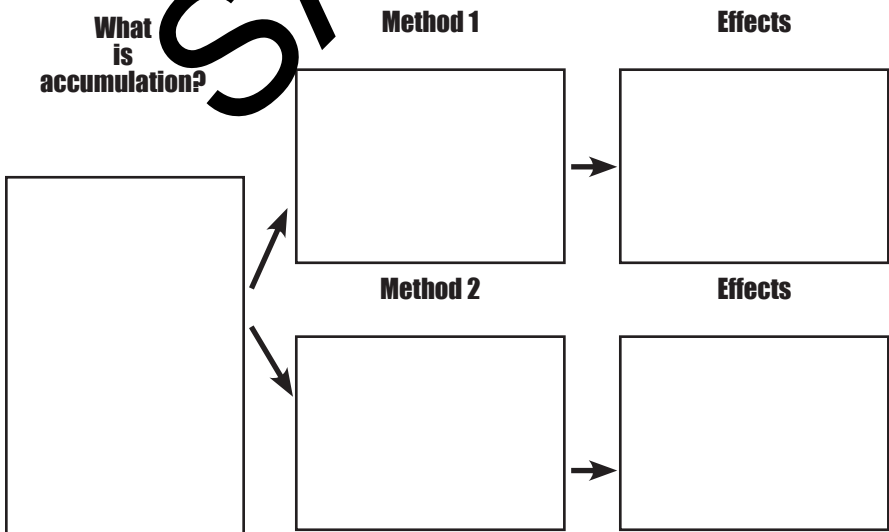 What
is
accumulation?
Method 1
Effects
Method 2
Effects